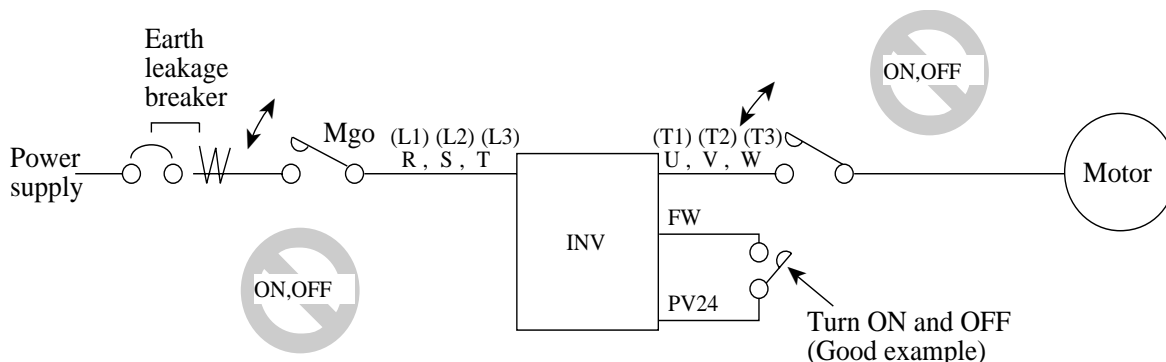 Earth
leakage
breaker
ON,OFF
Mgo
(L1) (L2) (L3)
R , S , T
(T1) (T2) (T3)
U , V , W
Power
supply
Motor
FW
INV
ON,OFF
PV24
Turn ON and OFF
(Good example)